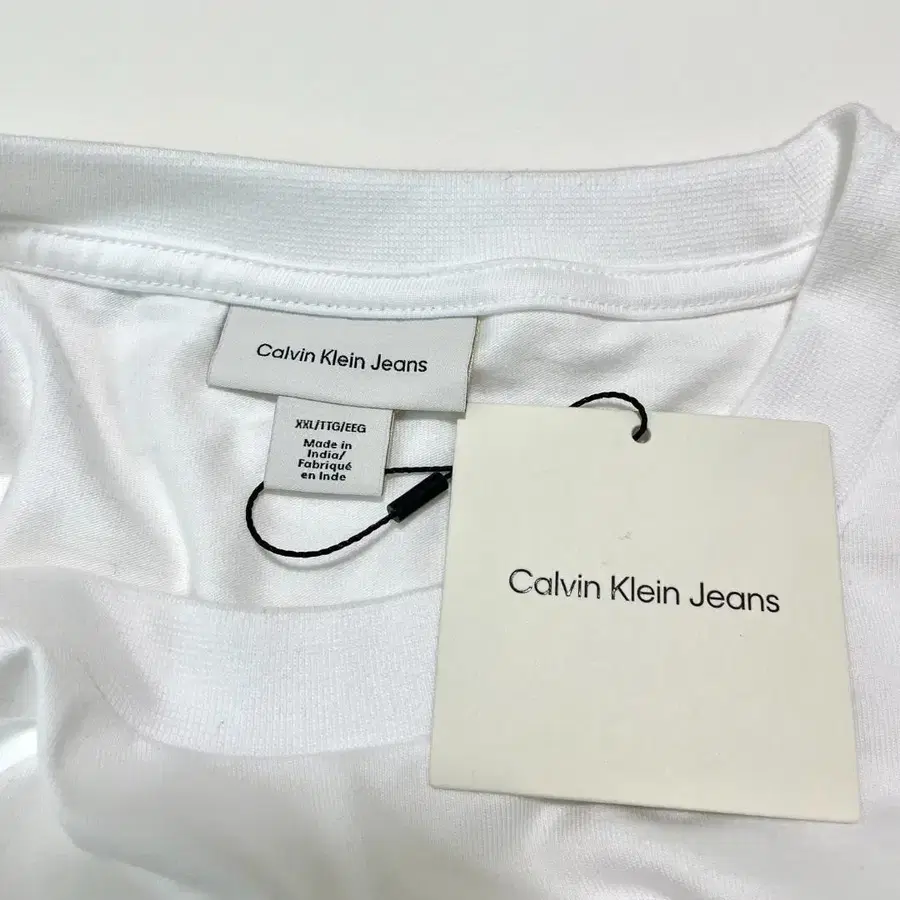 Calvin Klein Jeans
XXL/TTG/EEG
Made in
India/
Fabriqué
en Inde
Calvin Klein Jeans